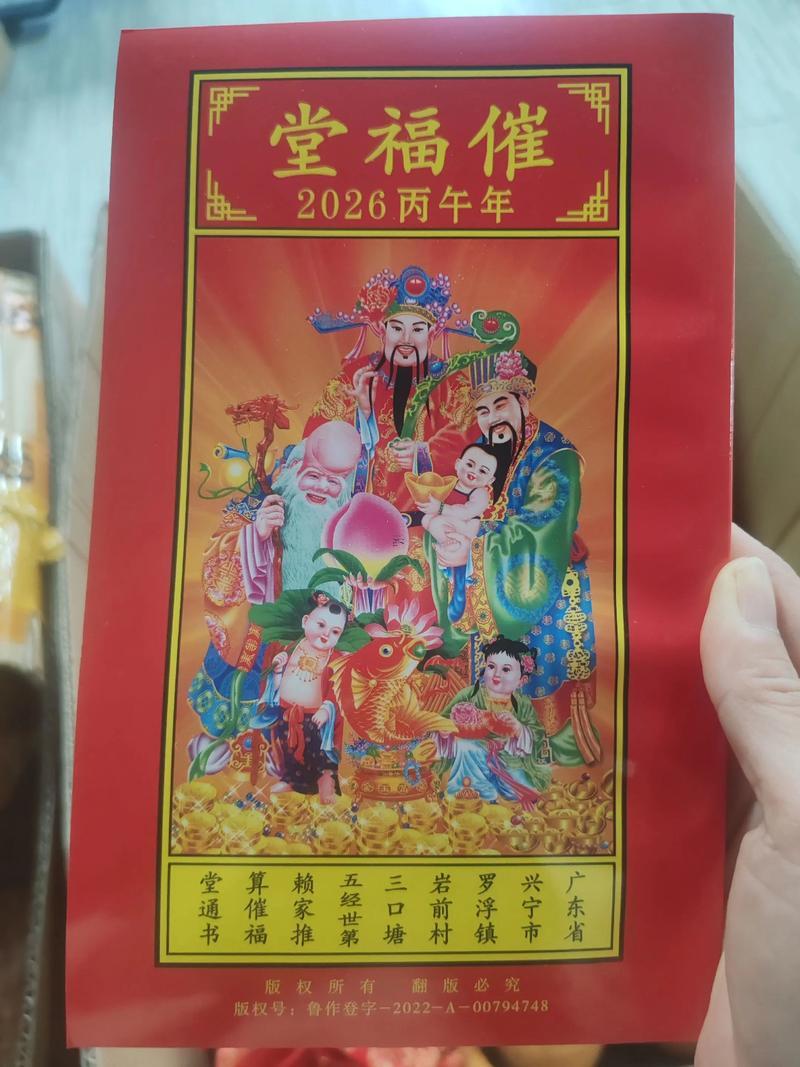 催福堂
2026丙午年
广东省
兴宁市
罗浮镇
岩前村
三口塘
五经世第
赖家推
算催福
堂通书
版权所有 翻版必究
版权号：鲁作登字-2022-A-00794748